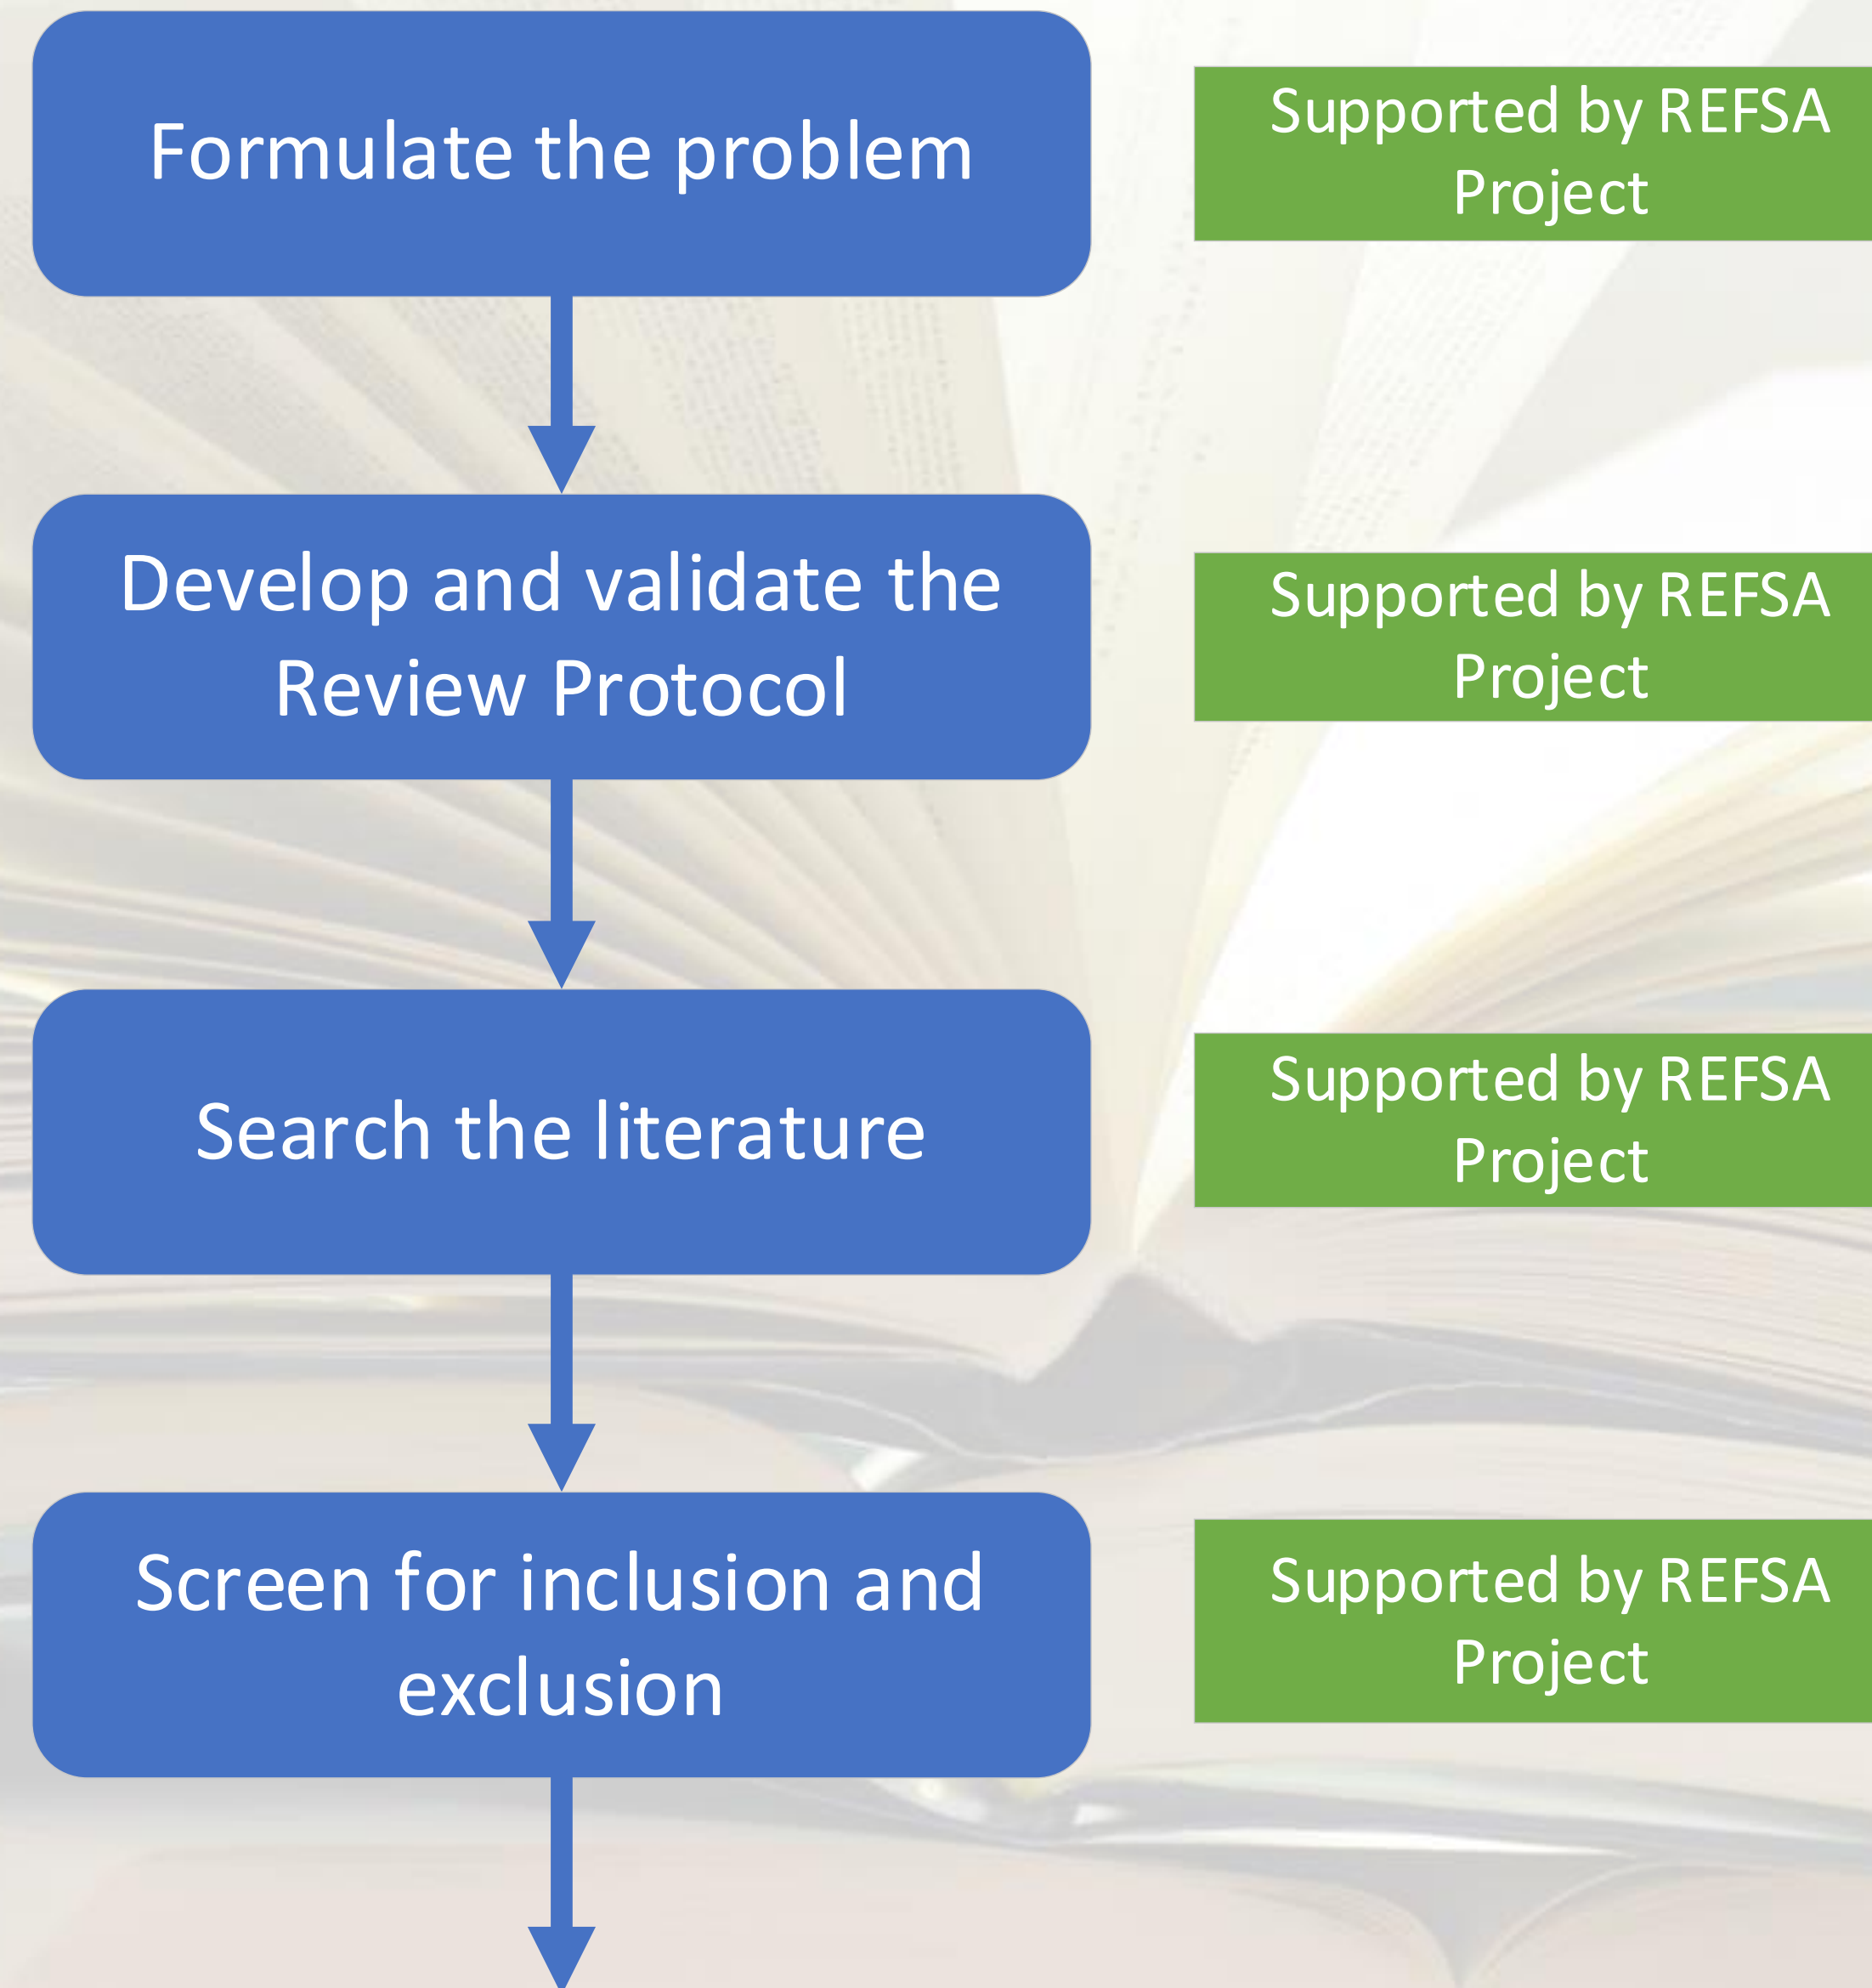 Formulate the problem
Supported by REFSA
Project
Develop and validate the
Review Protocol
Supported by REFSA
Project
Search the literature
Supported by REFSA
Project
Screen for inclusion and
exclusion
Supported by REFSA
Project